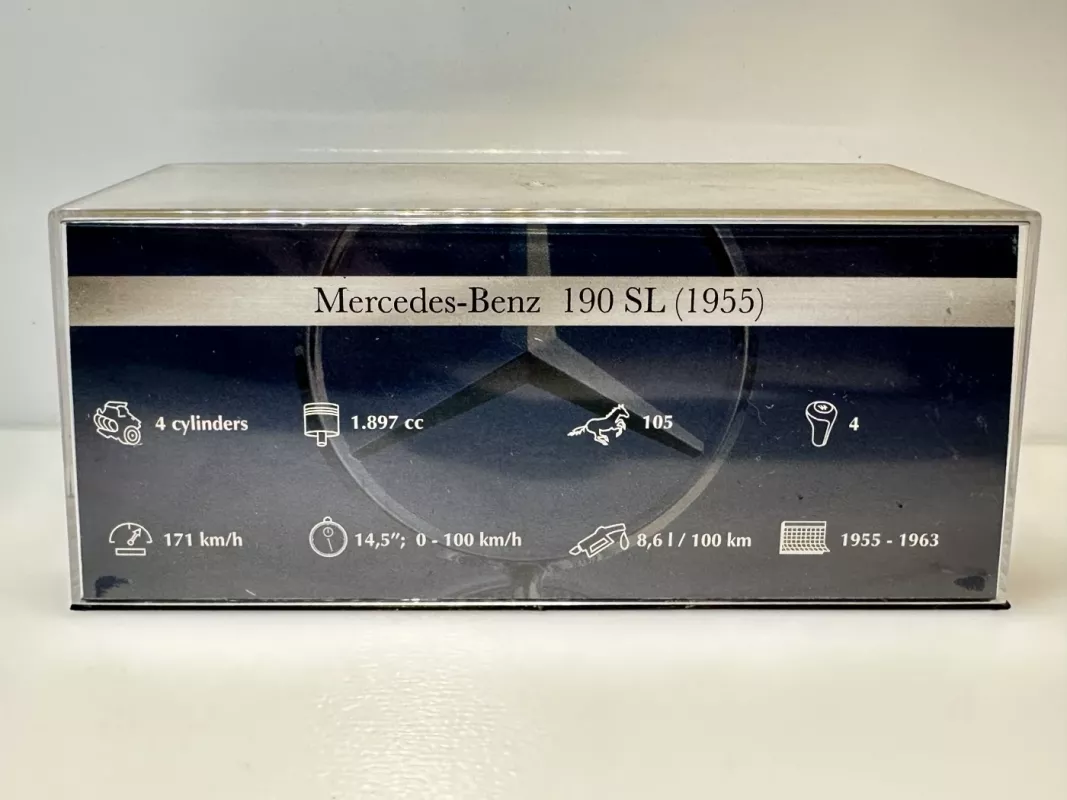 Mercedes-Benz 190 SL (1955)
4 cylinders 1.897 cc 105 4
171 km/h 14,5"; 0 - 100 km/h 8,6 l / 100 km 1955 - 1963